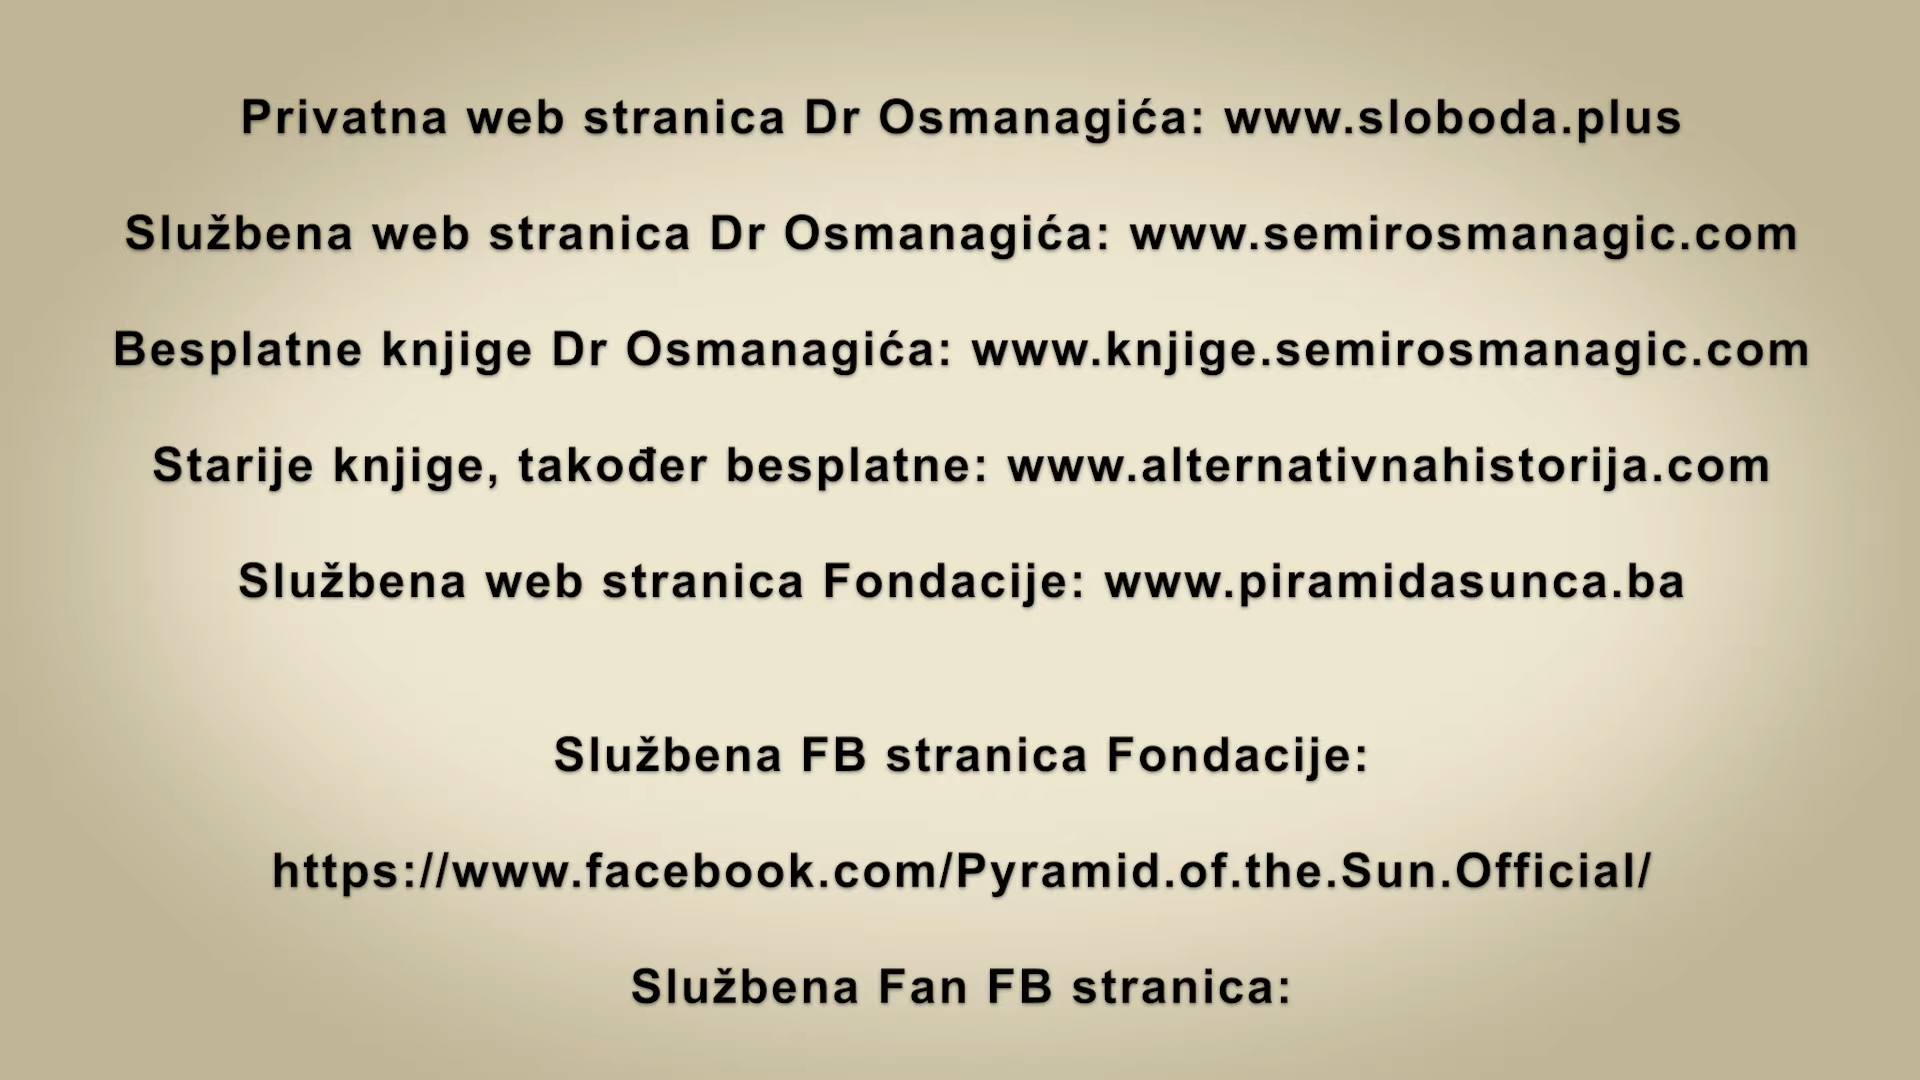 Privatna web stranica Dr Osmanagića: www.sloboda.plus
Službena web stranica Dr Osmanagića: www.semirosmanagic.com
Besplatne knjige Dr Osmanagića: www.knjige.semirosmanagic.com
Starije knjige, također besplatne: www.alternativnahistorija.com
Službena web stranica Fondacije: www.piramidasunca.ba
Službena FB stranica Fondacije:
https://www.facebook.com/Pyramid.of.the.Sun.Official/
Službena Fan FB stranica: